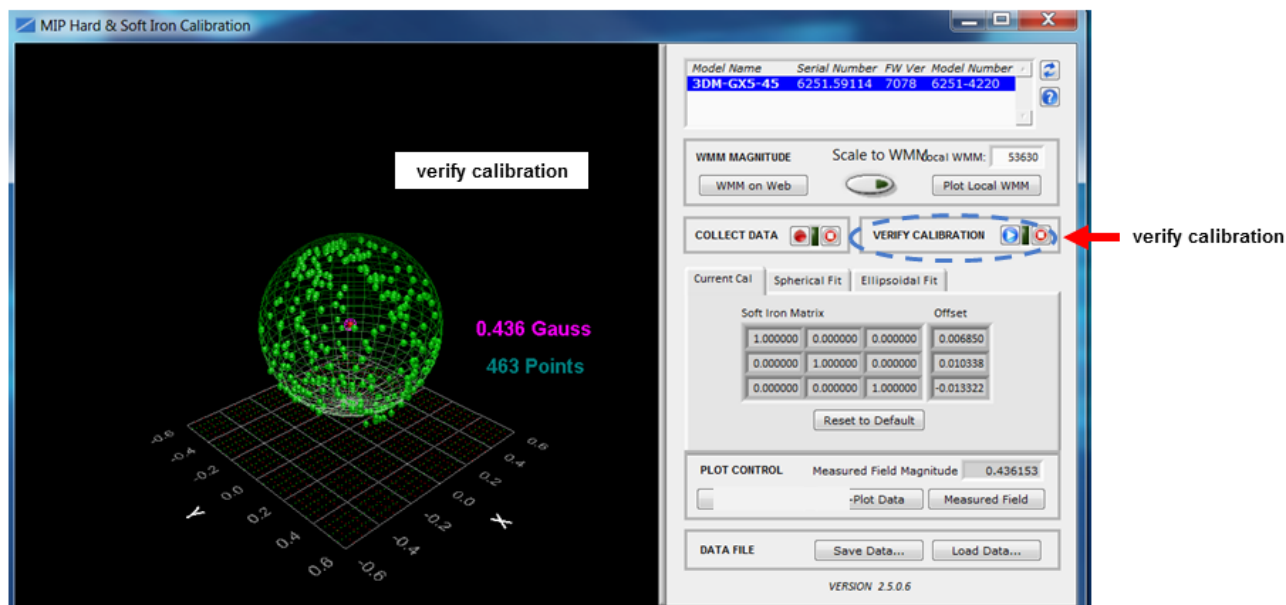 MIP Hard & Soft Iron Calibration
verify calibration
0.436 Gauss
463 Points
-0.6
-0.4
-0.2
0.0
0.2
0.4
0.6
Y
0.6
0.4
0.2
0.0
-0.2
-0.4
-0.6
X
Model Name Serial Number FW Ver Model Number
3DM-GX5-45 6251.59114 7078 6251-4220
WMM MAGNITUDE Scale to WMM ocal WMM: 53630
WMM on Web Plot Local WMM
COLLECT DATA VERIFY CALIBRATION
verify calibration
Current Cal Spherical Fit Ellipsoidal Fit
Soft Iron Matrix Offset
1.000000 0.000000 0.000000 0.006850
0.000000 1.000000 0.000000 0.010338
0.000000 0.000000 1.000000 -0.013322
Reset to Default
PLOT CONTROL Measured Field Magnitude 0.436153
-Plot Data Measured Field
DATA FILE Save Data... Load Data...
VERSION 2.5.0.6